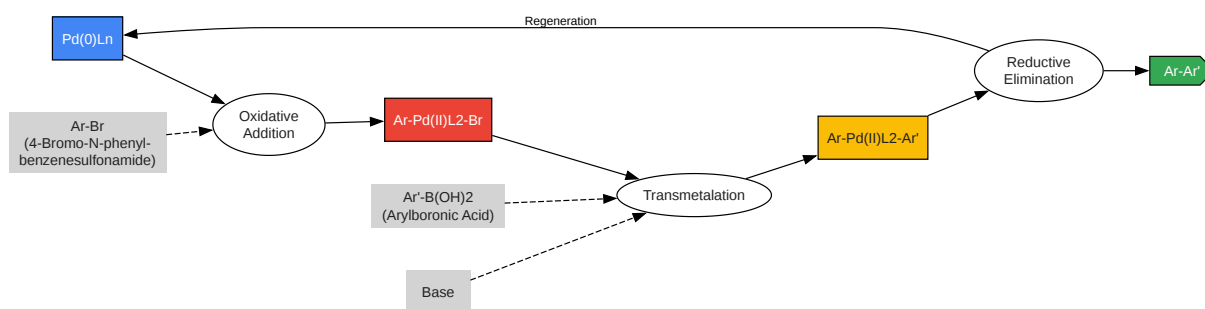 Regeneration
Pd(0)Ln
Reductive
Elimination
Ar-Ar'
Oxidative
Addition
Ar-Pd(II)L2-Br
Ar-Br
(4-Bromo-N-phenyl-
benzenesulfonamide)
Ar-Pd(II)L2-Ar'
Ar'-B(OH)2
(Arylboronic Acid)
Transmetalation
Base